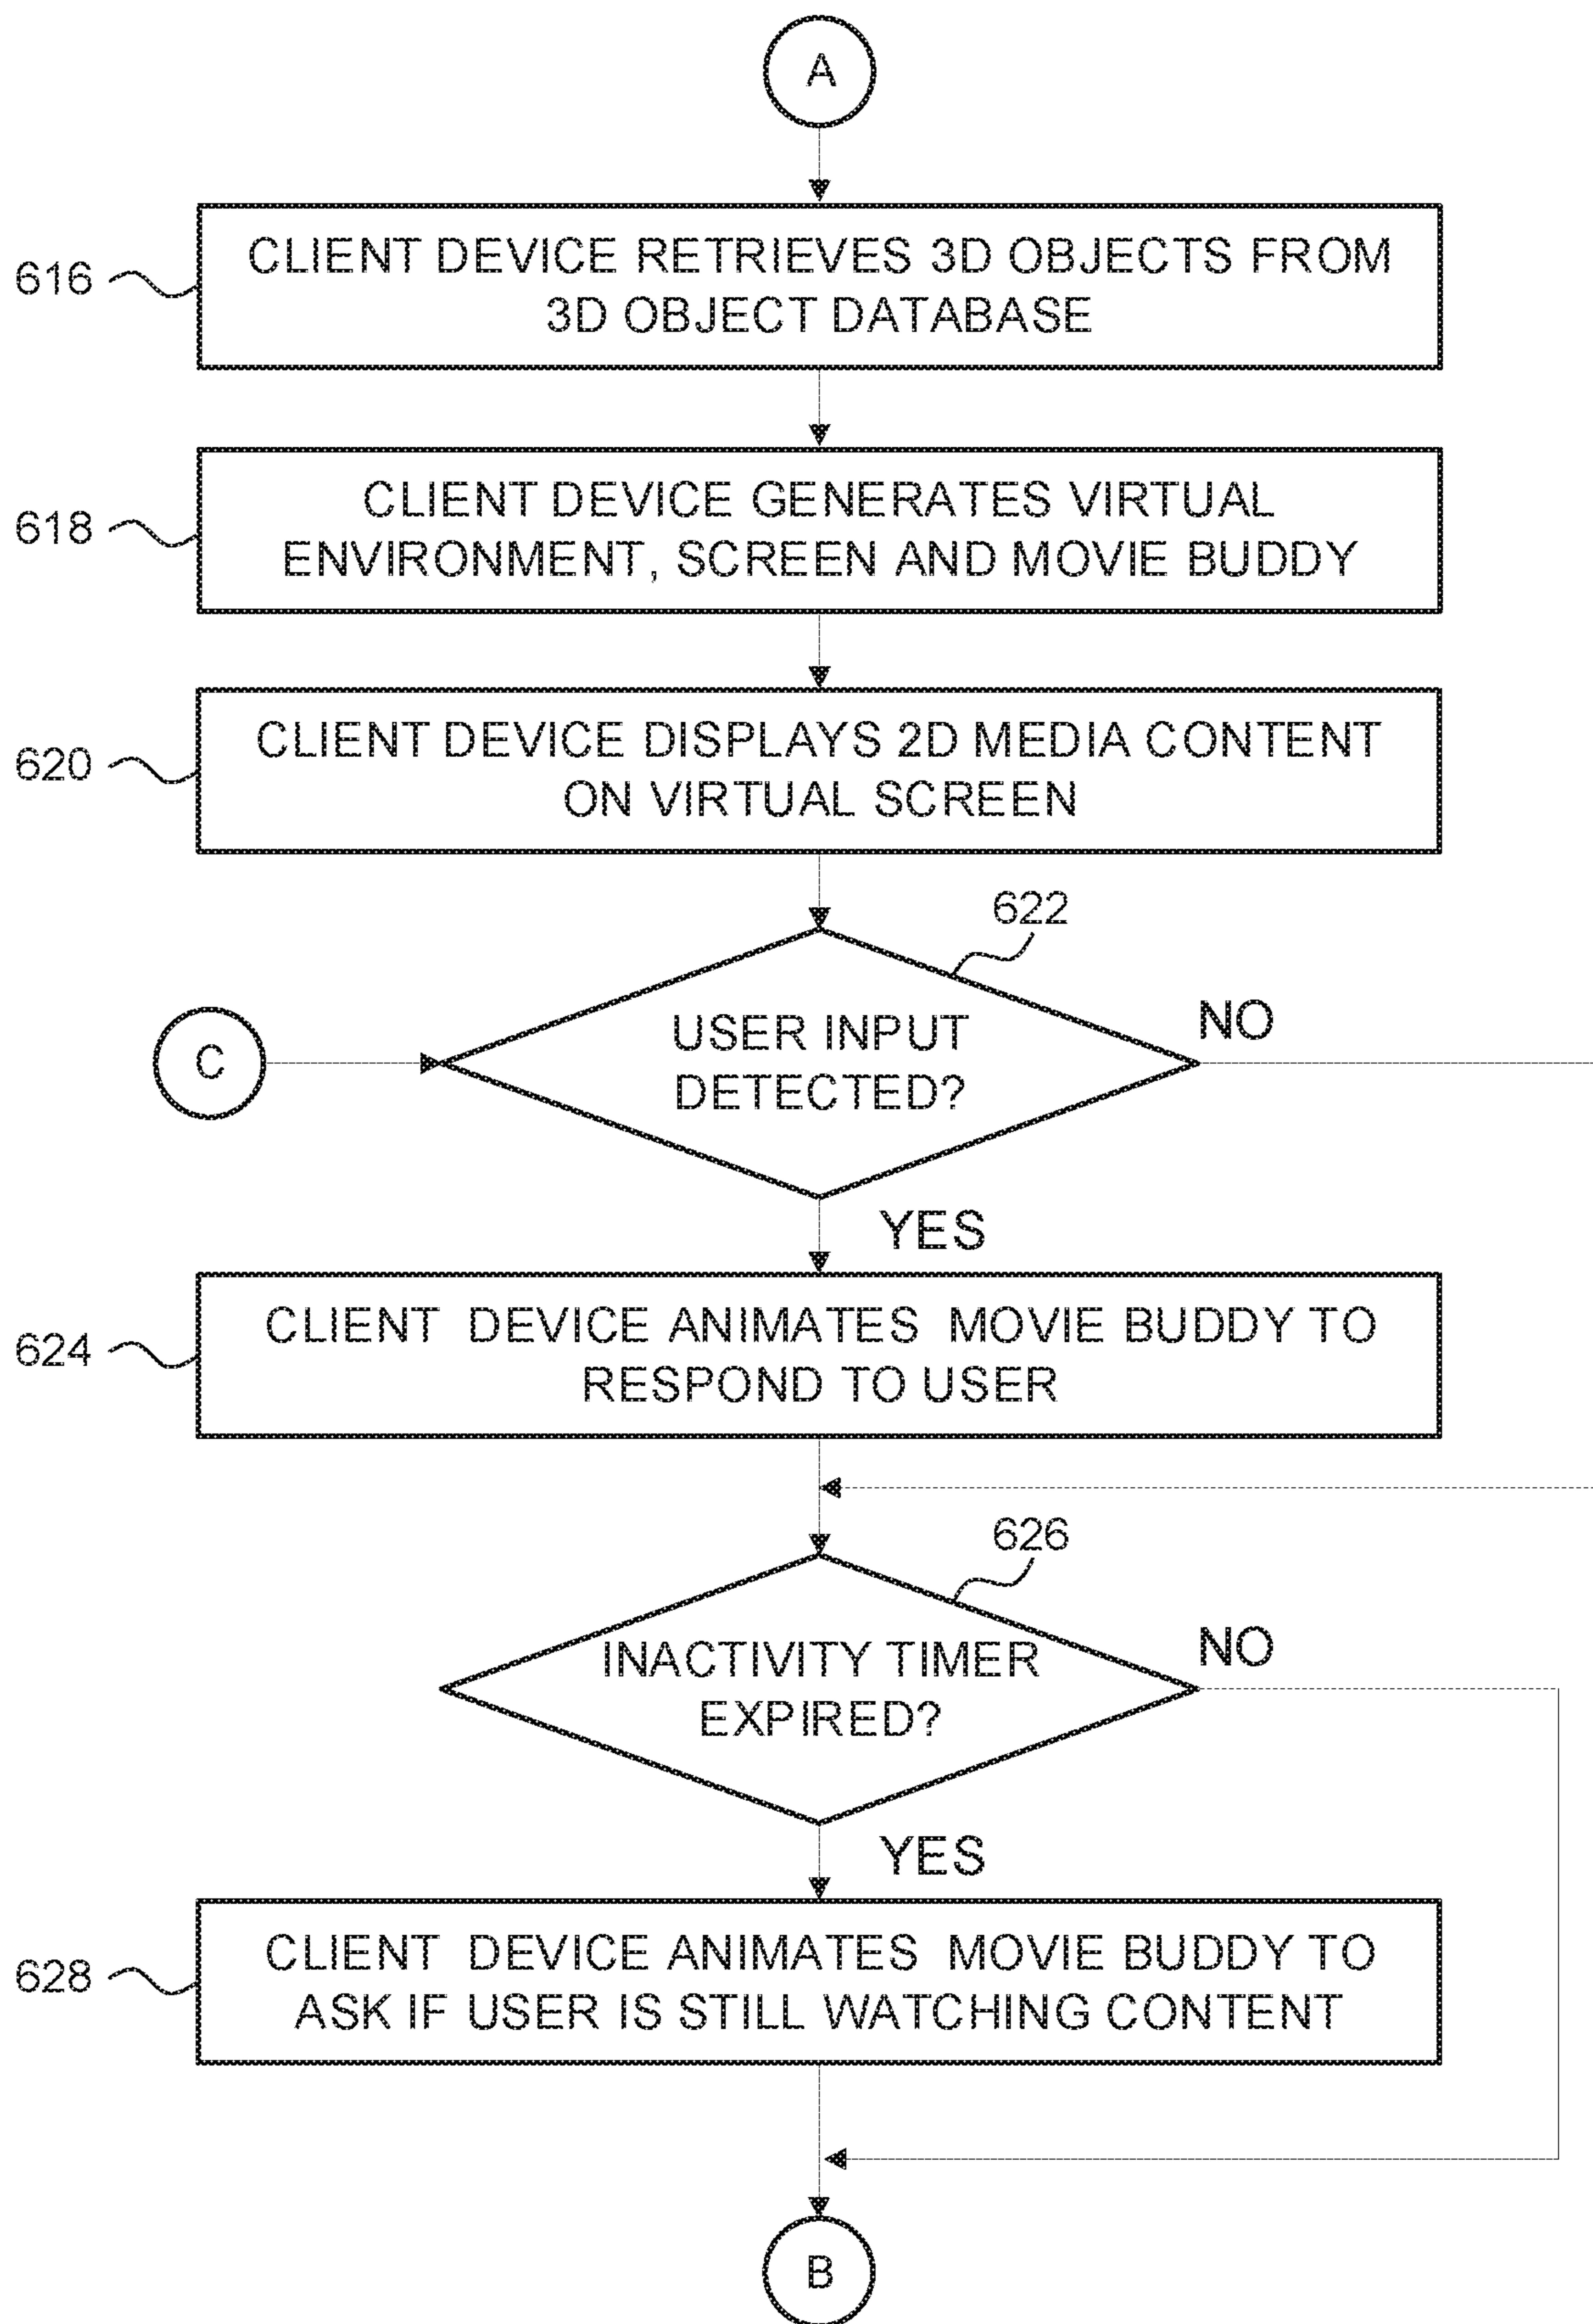 A
616
CLIENT DEVICE RETRIEVES 3D OBJECTS FROM
3D OBJECT DATABASE
618
CLIENT DEVICE GENERATES VIRTUAL
ENVIRONMENT, SCREEN AND MOVIE BUDDY
620
CLIENT DEVICE DISPLAYS 2D MEDIA CONTENT
ON VIRTUAL SCREEN
622
C
USER INPUT
DETECTED?
NO
YES
624
CLIENT DEVICE ANIMATES MOVIE BUDDY TO
RESPOND TO USER
626
INACTIVITY TIMER
EXPIRED?
NO
YES
628
CLIENT DEVICE ANIMATES MOVIE BUDDY TO
ASK IF USER IS STILL WATCHING CONTENT
B